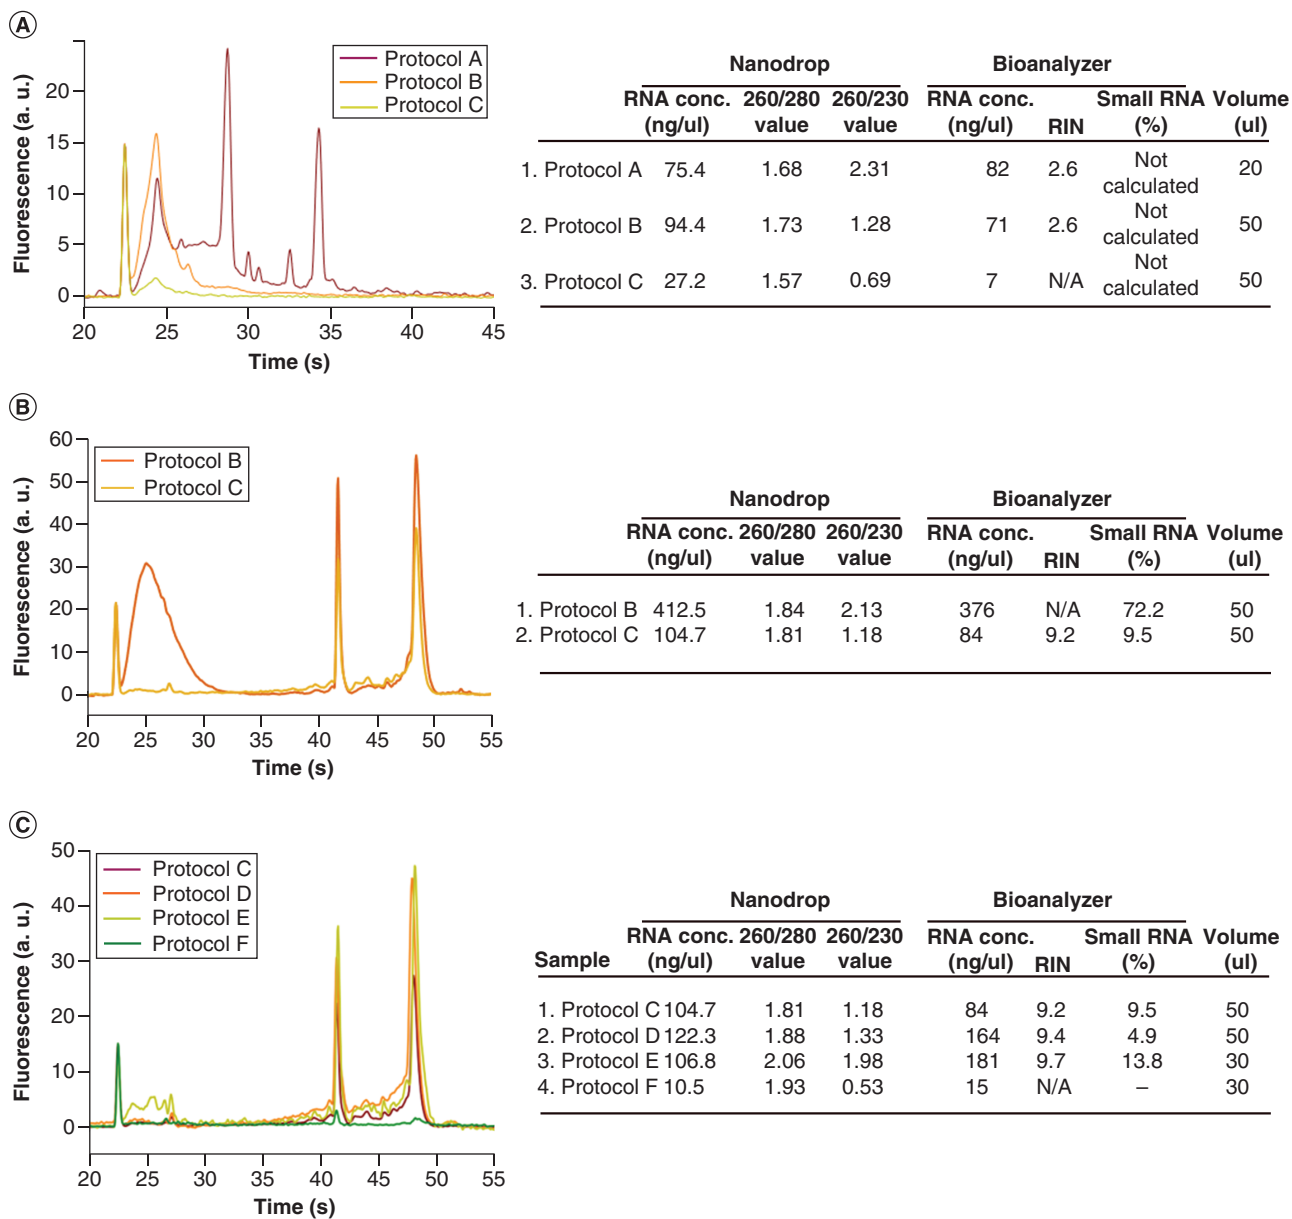 A
Fluorescence (a. u.)
20
15
10
5
0
20 25 30 35 40 45
Time (s)
Protocol A
Protocol B
Protocol C
Nanodrop Bioanalyzer
RNA conc. 260/280 260/230 RNA conc. Small RNA Volume
(ng/ul) value value (ng/ul) RIN (%) (ul)
1. Protocol A 75.4 1.68 2.31 82 2.6 Not calculated 20
2. Protocol B 94.4 1.73 1.28 71 2.6 Not calculated 50
3. Protocol C 27.2 1.57 0.69 7 N/A Not calculated 50
B
Fluorescence (a. u.)
60
50
40
30
20
10
0
20 25 30 35 40 45 50 55
Time (s)
Protocol B
Protocol C
Nanodrop Bioanalyzer
RNA conc. 260/280 260/230 RNA conc. Small RNA Volume
(ng/ul) value value (ng/ul) RIN (%) (ul)
1. Protocol B 412.5 1.84 2.13 376 N/A 72.2 50
2. Protocol C 104.7 1.81 1.18 84 9.2 9.5 50
C
Fluorescence (a. u.)
50
40
30
20
10
0
20 25 30 35 40 45 50 55
Time (s)
Protocol C
Protocol D
Protocol E
Protocol F
Nanodrop Bioanalyzer
RNA conc. 260/280 260/230 RNA conc. Small RNA Volume
Sample (ng/ul) value value (ng/ul) RIN (%) (ul)
1. Protocol C 104.7 1.81 1.18 84 9.2 9.5 50
2. Protocol D 122.3 1.88 1.33 164 9.4 4.9 50
3. Protocol E 106.8 2.06 1.98 181 9.7 13.8 30
4. Protocol F 10.5 1.93 0.53 15 N/A – 30